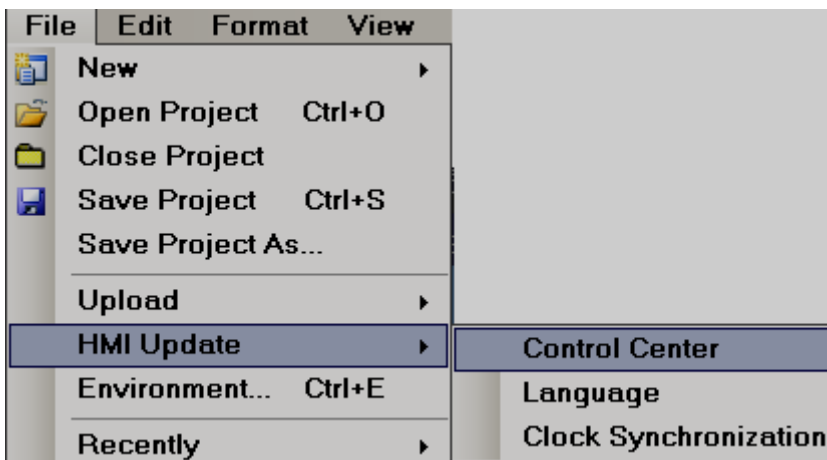 File Edit Format View
New
Open Project Ctrl+O
Close Project
Save Project Ctrl+S
Save Project As...
Upload
HMI Update
Control Center
Environment... Ctrl+E
Language
Recently
Clock Synchronization